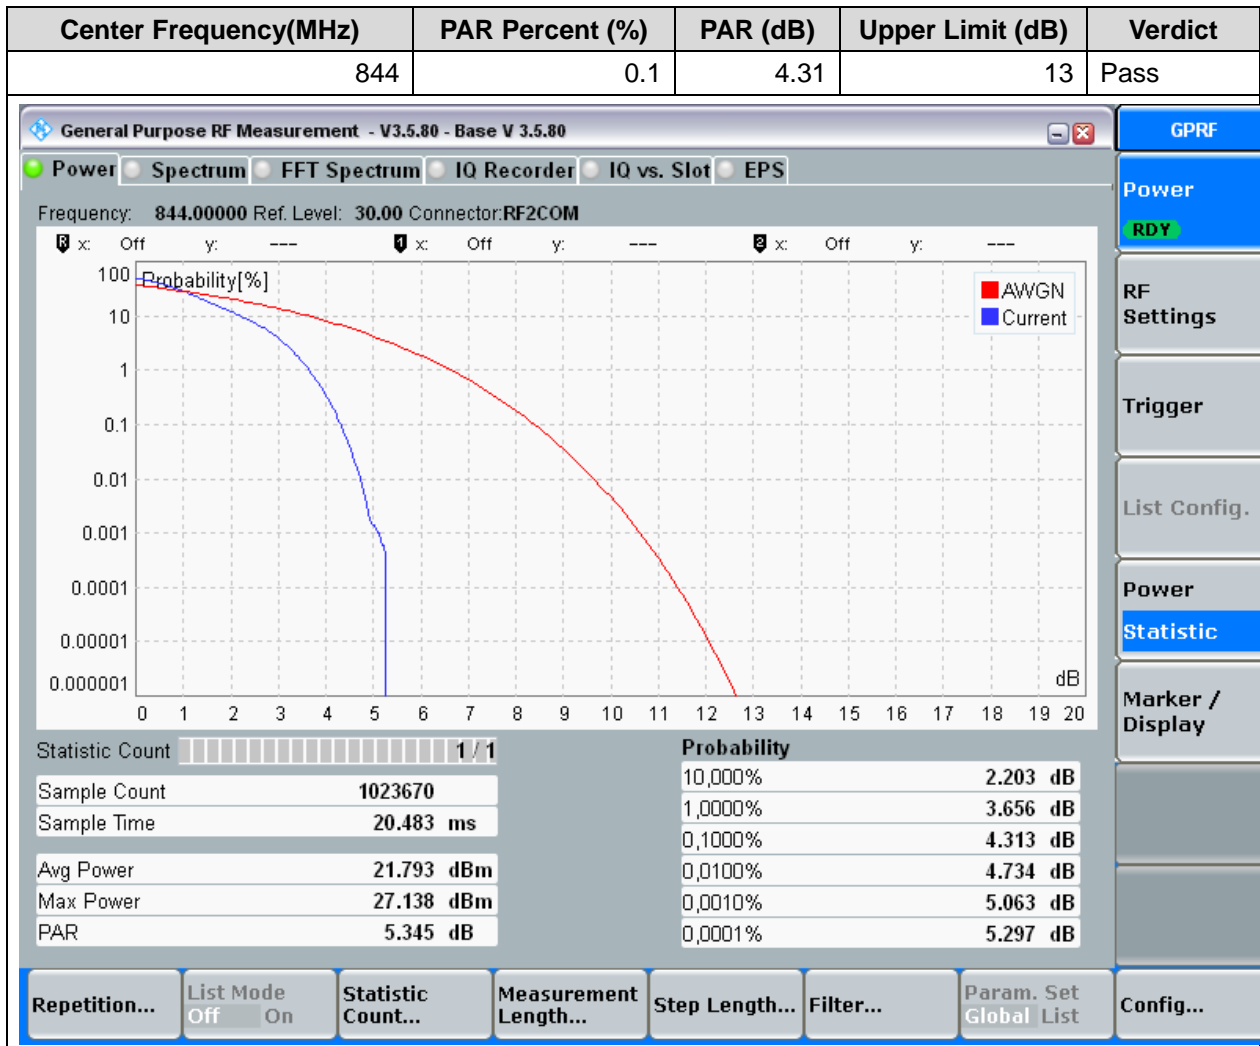 Center Frequency(MHz) PAR Percent (%) PAR (dB) Upper Limit (dB) Verdict
844 0.1 4.31 13 Pass
General Purpose RF Measurement - V3.5.80 - Base V 3.5.80
GPRF
Power Spectrum FFT Spectrum IQ Recorder IQ vs. Slot EPS
Power
RDY
Frequency: 844.00000 Ref. Level: 30.00 Connector:RF2COM
R x: Off y: --- 1 x: Off y: --- 2 x: Off y: ---
100 Probability[%]
AWGN
Current
RF
Settings
10
1
Trigger
0.1
0.01
List Config.
0.001
0.0001
Power
Statistic
0.00001
0.000001
dB
Marker /
Display
0 1 2 3 4 5 6 7 8 9 10 11 12 13 14 15 16 17 18 19 20
Statistic Count 1 / 1
Probability
Sample Count 1023670
Sample Time 20.483 ms
Avg Power 21.793 dBm
Max Power 27.138 dBm
PAR 5.345 dB
10,000% 2.203 dB
1,0000% 3.656 dB
0,1000% 4.313 dB
0,0100% 4.734 dB
0,0010% 5.063 dB
0,0001% 5.297 dB
Repetition...
List Mode
Off On
Statistic
Count...
Measurement
Length...
Step Length...
Filter...
Param. Set
Global List
Config...